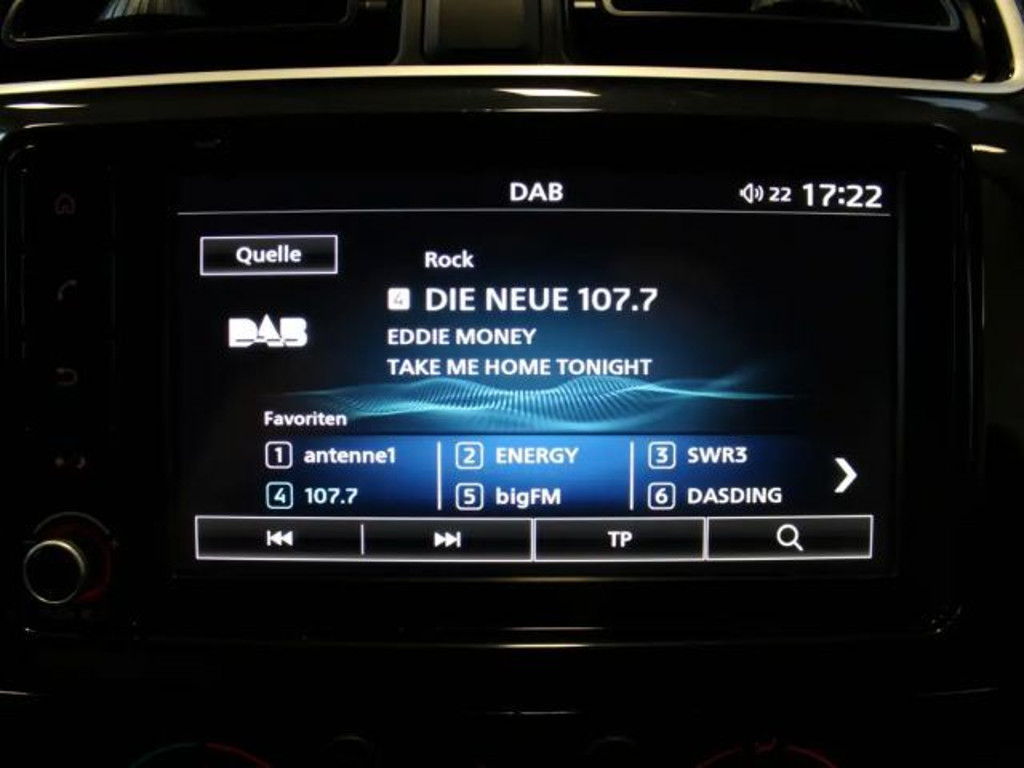 DAB
22 17:22
Quelle
Rock
4 DIE NEUE 107.7
DAB
EDDIE MONEY
TAKE ME HOME TONIGHT
Favoriten
1 antenne1 2 ENERGY 3 SWR3
4 107.7 5 bigFM 6 DASDING
TP